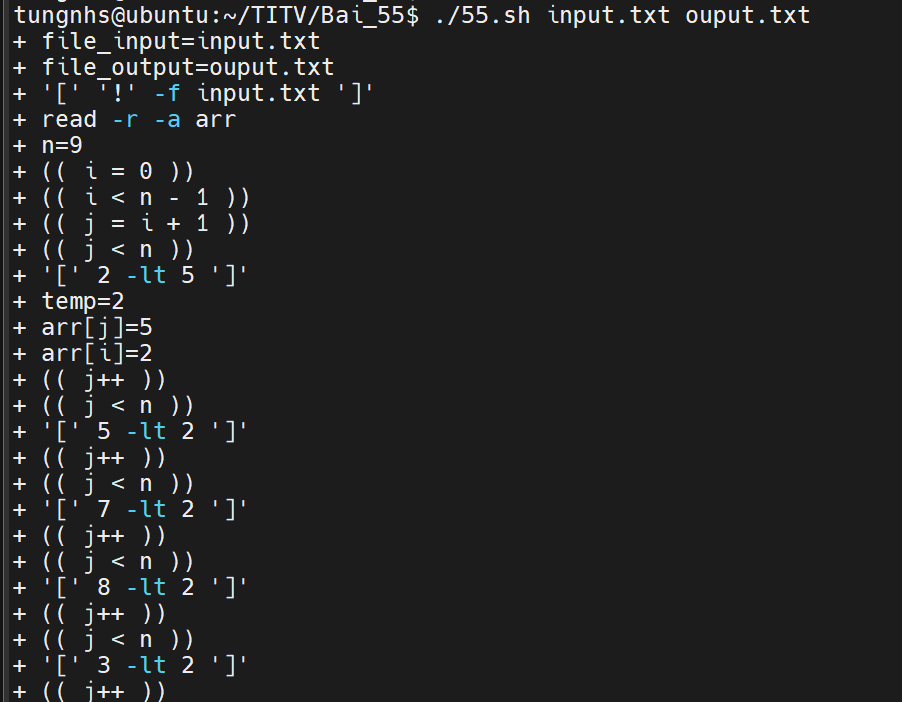 tungnhs@ubuntu:~/TITV/Bai_55$ ./55.sh input.txt ouput.txt
+ file_input=input.txt
+ file_output=ouput.txt
+ '[' '!' -f input.txt ']'
+ read -r -a arr
+ n=9
+ (( i = 0 ))
+ (( i < n - 1 ))
+ (( j = i + 1 ))
+ (( j < n ))
+ '[' 2 -lt 5 ']'
+ temp=2
+ arr[j]=5
+ arr[i]=2
+ (( j++ ))
+ (( j < n ))
+ '[' 5 -lt 2 ']'
+ (( j++ ))
+ (( j < n ))
+ '[' 7 -lt 2 ']'
+ (( j++ ))
+ (( j < n ))
+ '[' 8 -lt 2 ']'
+ (( j++ ))
+ (( j < n ))
+ '[' 3 -lt 2 ']'
+ (( j++ ))